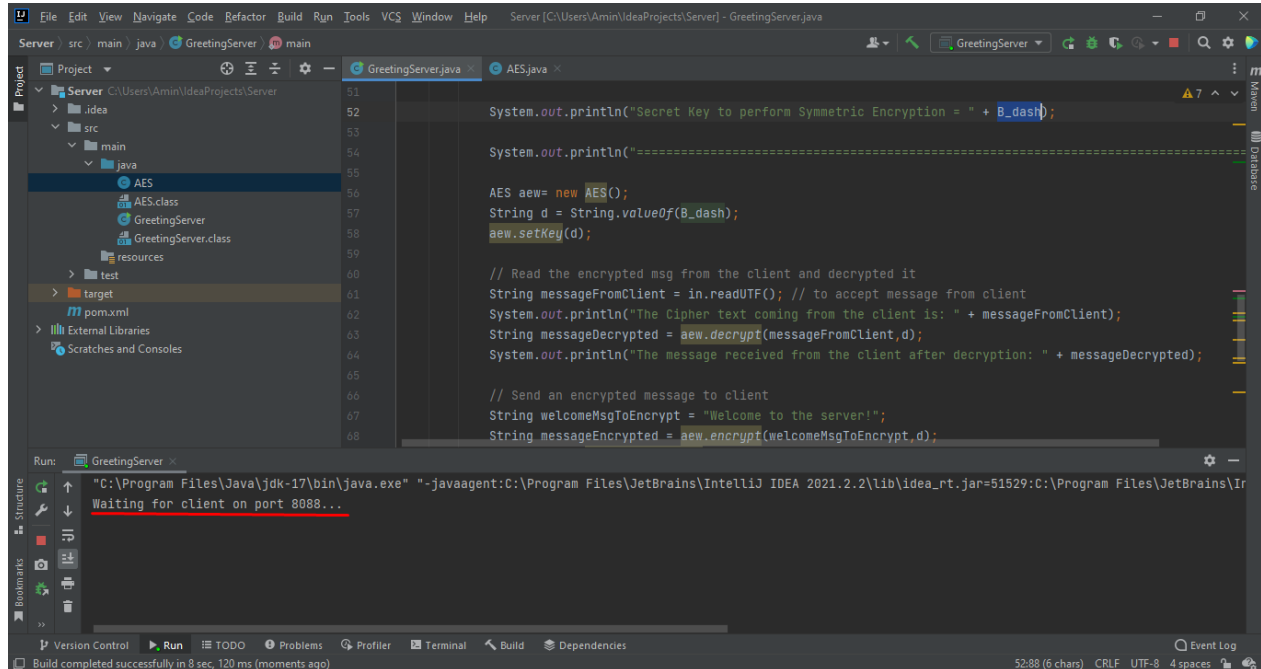 File Edit View Navigate Code Refactor Build Run Tools VCS Window Help Server [C:\Users\Amin\IdeaProjects\Server] - GreetingServer.java
Server src main java GreetingServer main
GreetingServer
Project
Project
GreetingServer.java
AES.java
Maven
Database
Server C:\Users\Amin\IdeaProjects\Server
.idea
src
main
java
AES
AES.class
GreetingServer
GreetingServer.class
resources
test
target
pom.xml
External Libraries
Scratches and Consoles
7
51
52 System.out.println("Secret Key to perform Symmetric Encryption = " + B_dash);
53
54 System.out.println("==================================================================================
55
56 AES aew= new AES();
57 String d = String.valueOf(B_dash);
58 aew.setKey(d);
59
60 // Read the encrypted msg from the client and decrypted it
61 String messageFromClient = in.readUTF(); // to accept message from client
62 System.out.println("The Cipher text coming from the client is: " + messageFromClient);
63 String messageDecrypted = aew.decrypt(messageFromClient,d);
64 System.out.println("The message received from the client after decryption: " + messageDecrypted);
65
66 // Send an encrypted message to client
67 String welcomeMsgToEncrypt = "Welcome to the server!";
68 String messageEncrypted = aew.encrypt(welcomeMsgToEncrypt,d);
Run: GreetingServer
"C:\Program Files\Java\jdk-17\bin\java.exe" "-javaagent:C:\Program Files\JetBrains\IntelliJ IDEA 2021.2.2\lib\idea_rt.jar=51529:C:\Program Files\JetBrains\In
Waiting for client on port 8088...
Structure
Bookmarks
Version Control Run TODO Problems Profiler Terminal Build Dependencies Event Log
Build completed successfully in 8 sec, 120 ms (moments ago) 52:88 (6 chars) CRLF UTF-8 4 spaces